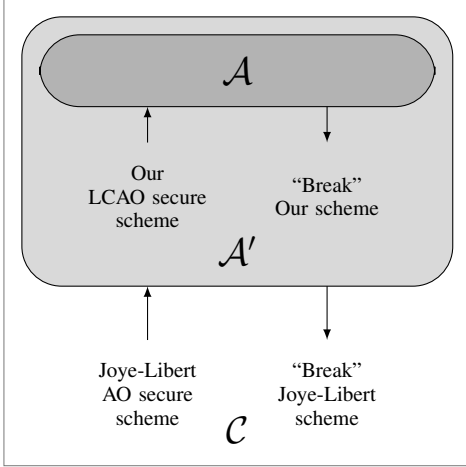 𝒜
Our
LCAO secure
scheme
“Break”
Our scheme
𝒜′
Joye-Libert
AO secure
scheme
“Break”
Joye-Libert
scheme
𝒞